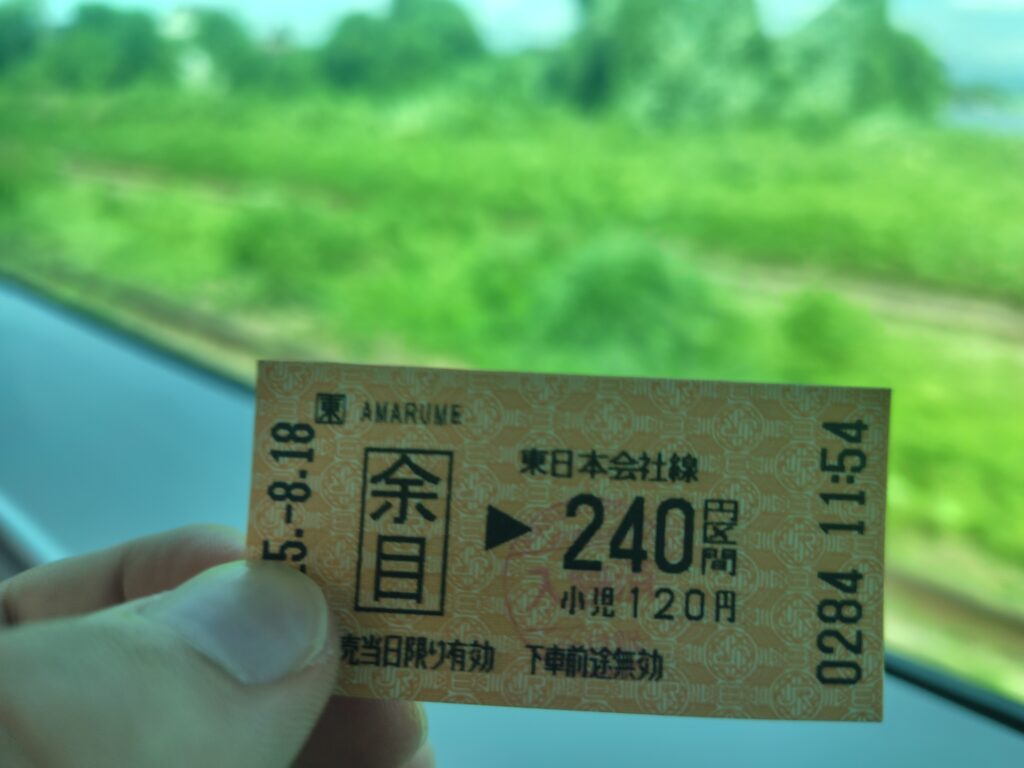 東 AMARUME
5.-8.18
余目
東日本会社線
▶ 240円区間
小児120円
売当日限り有効 下車前途無効
0284 11:54